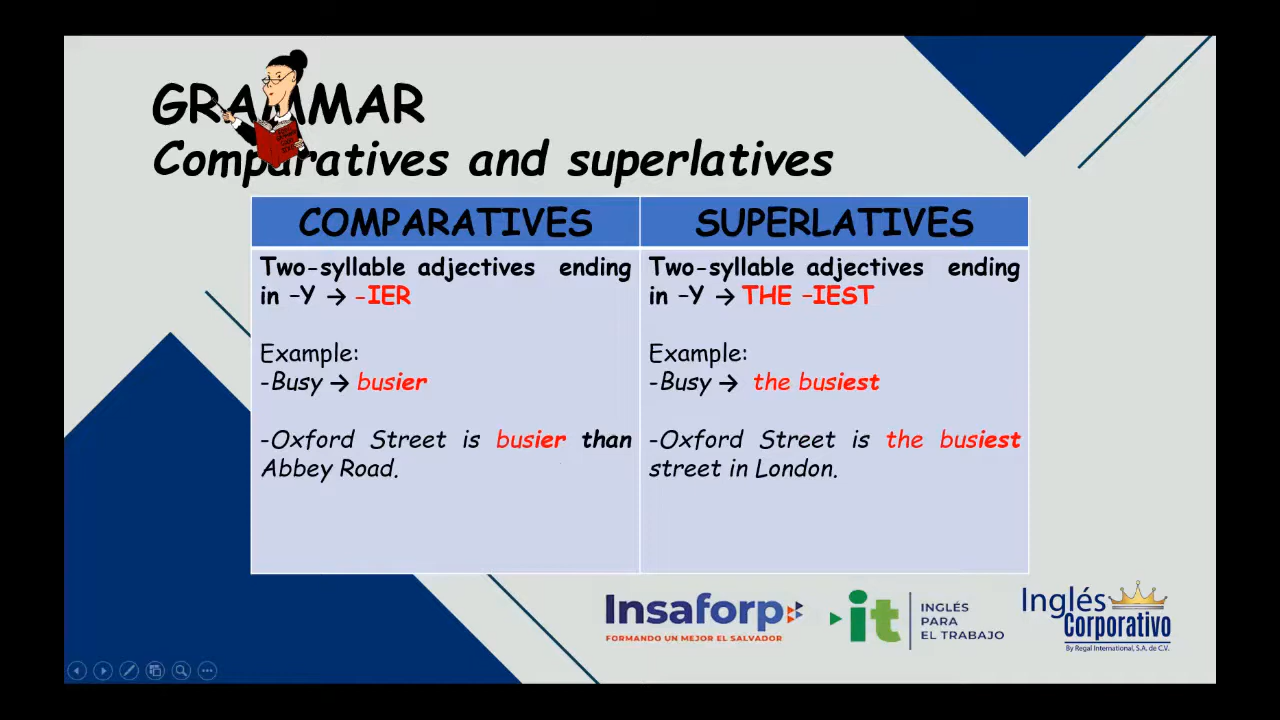 GRAMMAR
Comparatives and superlatives
COMPARATIVES
Two-syllable adjectives ending
in -Y → -IER
Example:
-Busy → busier
-Oxford Street is busier than
Abbey Road.
SUPERLATIVES
Two-syllable adjectives ending
in -Y → THE -IEST
Example:
-Busy → the busiest
-Oxford Street is the busiest
street in London.
Insaforp
FORMANDO UN MEJOR EL SALVADOR
it
INGLÉS
PARA
EL TRABAJO
Inglés
Corporativo
By Regal International, S.A. de C.V.